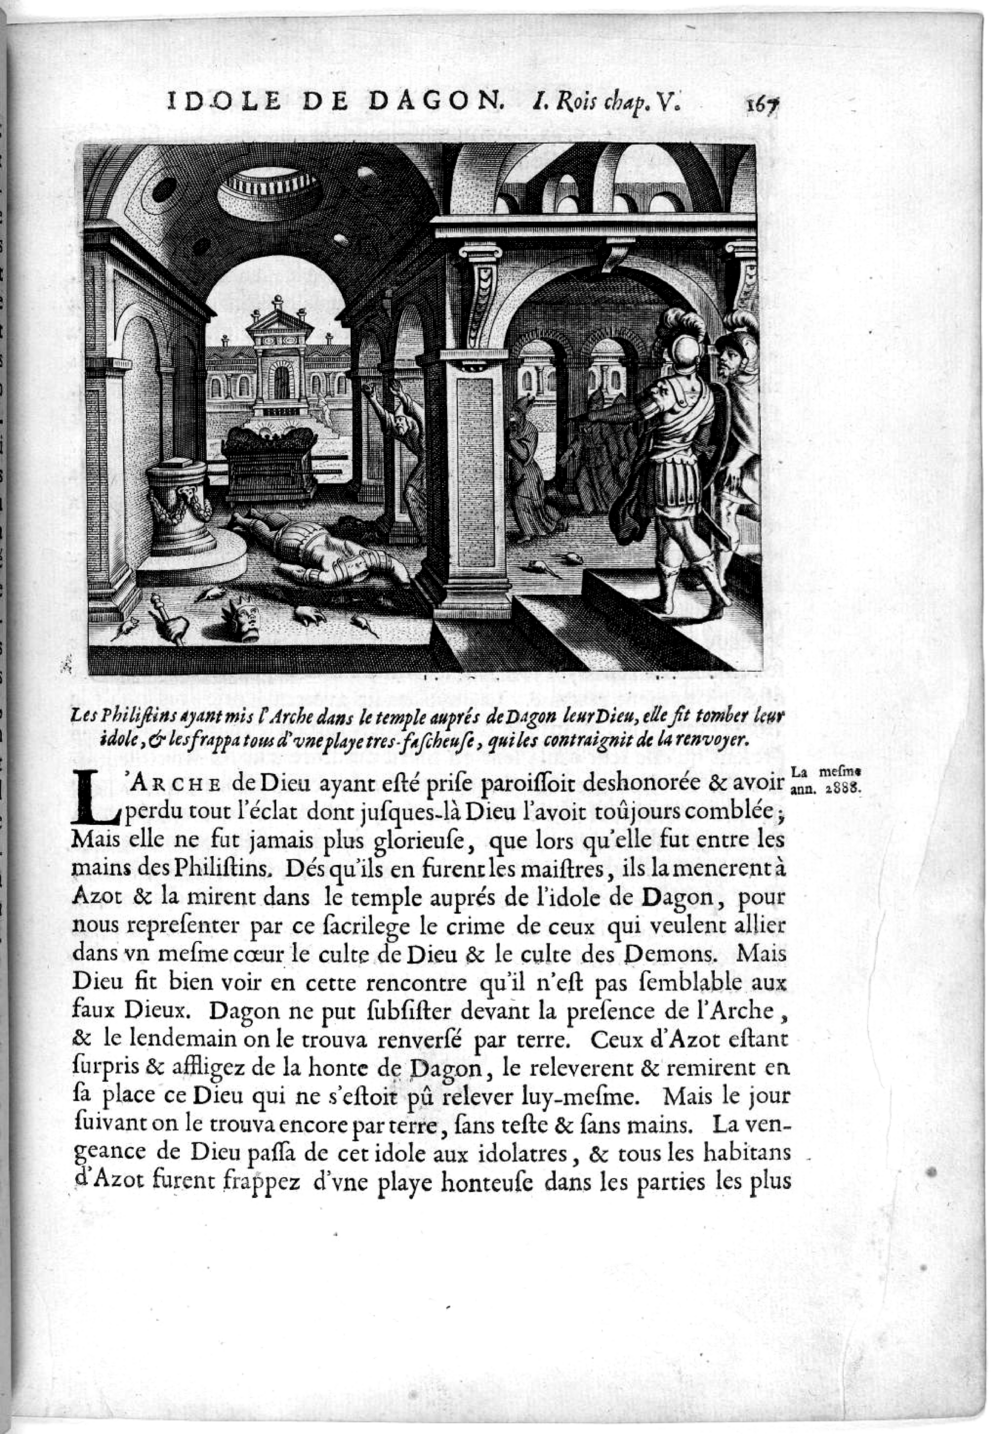 IDOLE DE DAGON. I. Rois chap. V. 167
Les Philiſtins ayant mis l'Arche dans le temple auprés de Dagon leur Dieu, elle fit tomber leur
idole, & les frappa tous d'vne playe tres-faſcheuſe, qui les contraignit de la renvoyer.
L'ARCHE de Dieu ayant eſté priſe paroiſſoit deshonorée & avoir
La meſme
ann. 2888.
perdu tout l'éclat dont juſques-là Dieu l'avoit toûjours comblée;
Mais elle ne fut jamais plus glorieuſe, que lors qu'elle fut entre les
mains des Philiſtins. Dés qu'ils en furent les maiſtres, ils la menerent à
Azot & la mirent dans le temple auprés de l'idole de Dagon, pour
nous repreſenter par ce ſacrilege le crime de ceux qui veulent allier
dans vn meſme cœur le culte de Dieu & le culte des Demons. Mais
Dieu fit bien voir en cette rencontre qu'il n'eſt pas ſemblable aux
faux Dieux. Dagon ne put ſubſiſter devant la preſence de l'Arche,
& le lendemain on le trouva renverſé par terre. Ceux d'Azot eſtant
ſurpris & affligez de la honte de Dagon, le releverent & remirent en
ſa place ce Dieu qui ne s'eſtoit pû relever luy-meſme. Mais le jour
ſuivant on le trouva encore par terre, ſans teſte & ſans mains. La ven-
geance de Dieu paſſa de cet idole aux idolatres, & tous les habitans
d'Azot furent frappez d'vne playe honteuſe dans les parties les plus